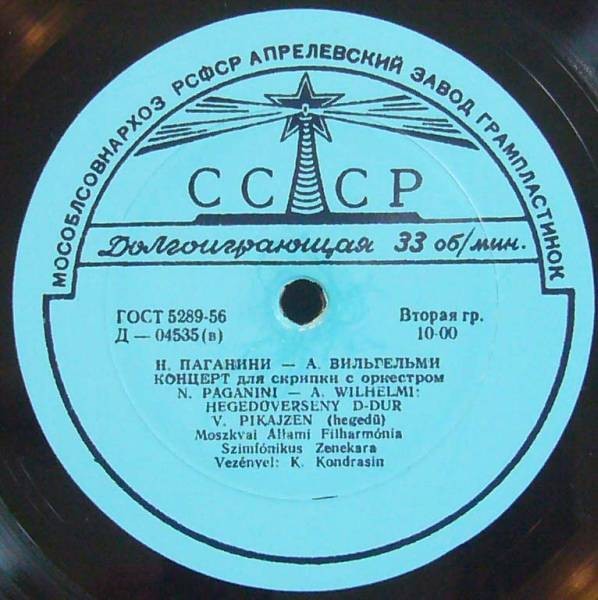 МОСОБЛСОВНАРХОЗ РСФСР АПРЕЛЕВСКИЙ ЗАВОД ГРАМПЛАСТИНОК
СССР
Долгоиграющая 33 об/мин.
ГОСТ 5289-56 Вторая гр.
Д — 04535(в) 10-00
Н. ПАГАНИНИ — А. ВИЛЬГЕЛЬМИ
КОНЦЕРТ для скрипки с оркестром
N. PAGANINI — A. WILHELMI:
HEGEDÜVERSENY D-DUR
V. PIKAJZEN (hegedű)
Moszkvai Állami Filharmónia
Szimfónikus Zenekara
Vezényel: K. Kondrasin